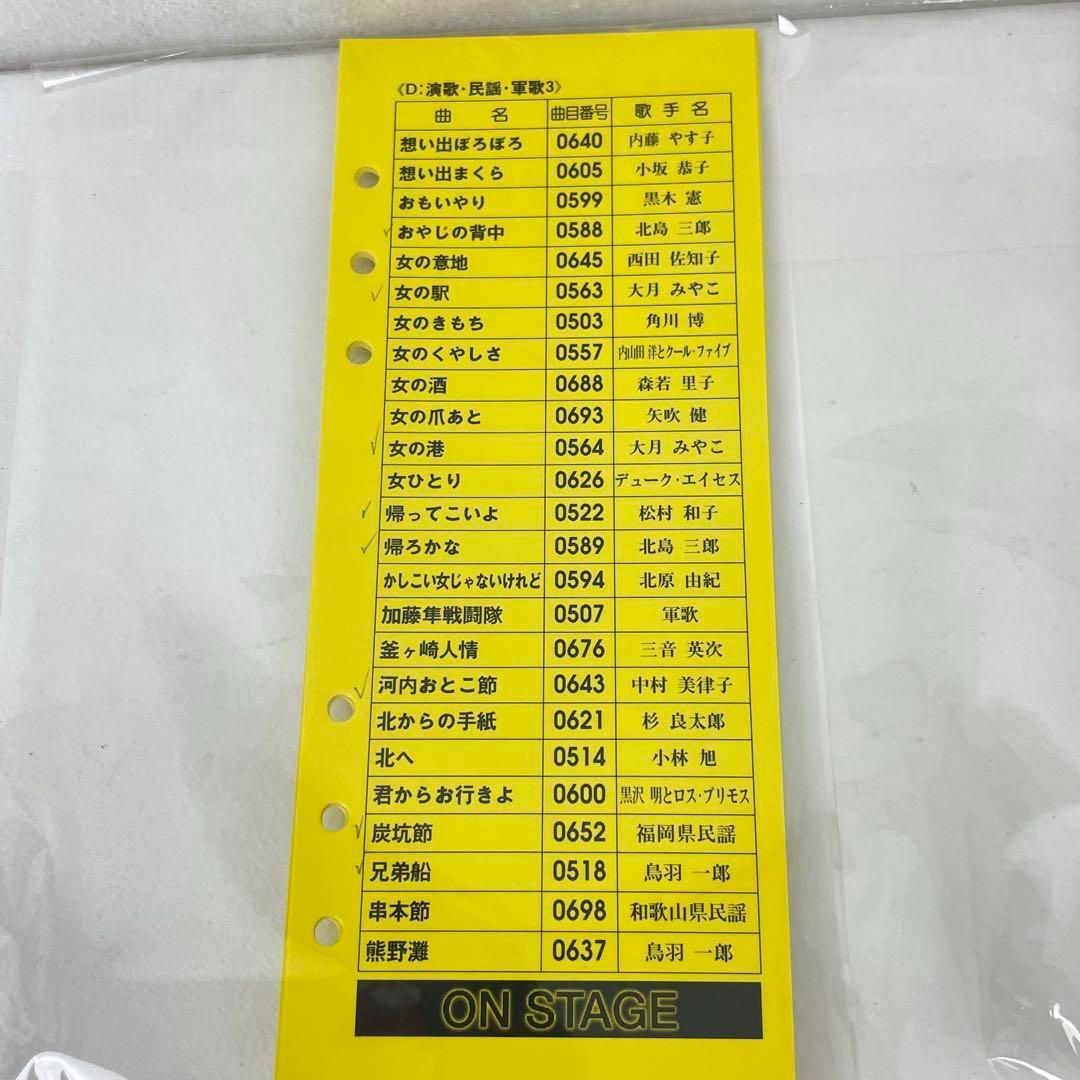 《D:演歌・民謡・軍歌3》
曲名 曲目番号 歌手名
想い出ぼろぼろ 0640 内藤 やす子
想い出まくら 0605 小坂 恭子
おもいやり 0599 黒木 憲
おやじの背中 0588 北島 三郎
女の意地 0645 西田 佐知子
女の駅 0563 大月 みやこ
女のきもち 0503 角川 博
女のくやしさ 0557 内山田 洋とクール・ファイブ
女の酒 0688 森若 里子
女の爪あと 0693 矢吹 健
女の港 0564 大月 みやこ
女ひとり 0626 デューク・エイセス
帰ってこいよ 0522 松村 和子
帰ろかな 0589 北島 三郎
かしこい女じゃないけれど 0594 北原 由紀
加藤隼戦闘隊 0507 軍歌
釜ヶ崎人情 0676 三音 英次
河内おとこ節 0643 中村 美律子
北からの手紙 0621 杉 良太郎
北へ 0514 小林 旭
君からお行きよ 0600 黒沢 明とロス・プリモス
炭坑節 0652 福岡県民謡
兄弟船 0518 鳥羽 一郎
串本節 0698 和歌山県民謡
熊野灘 0637 鳥羽 一郎
ON STAGE